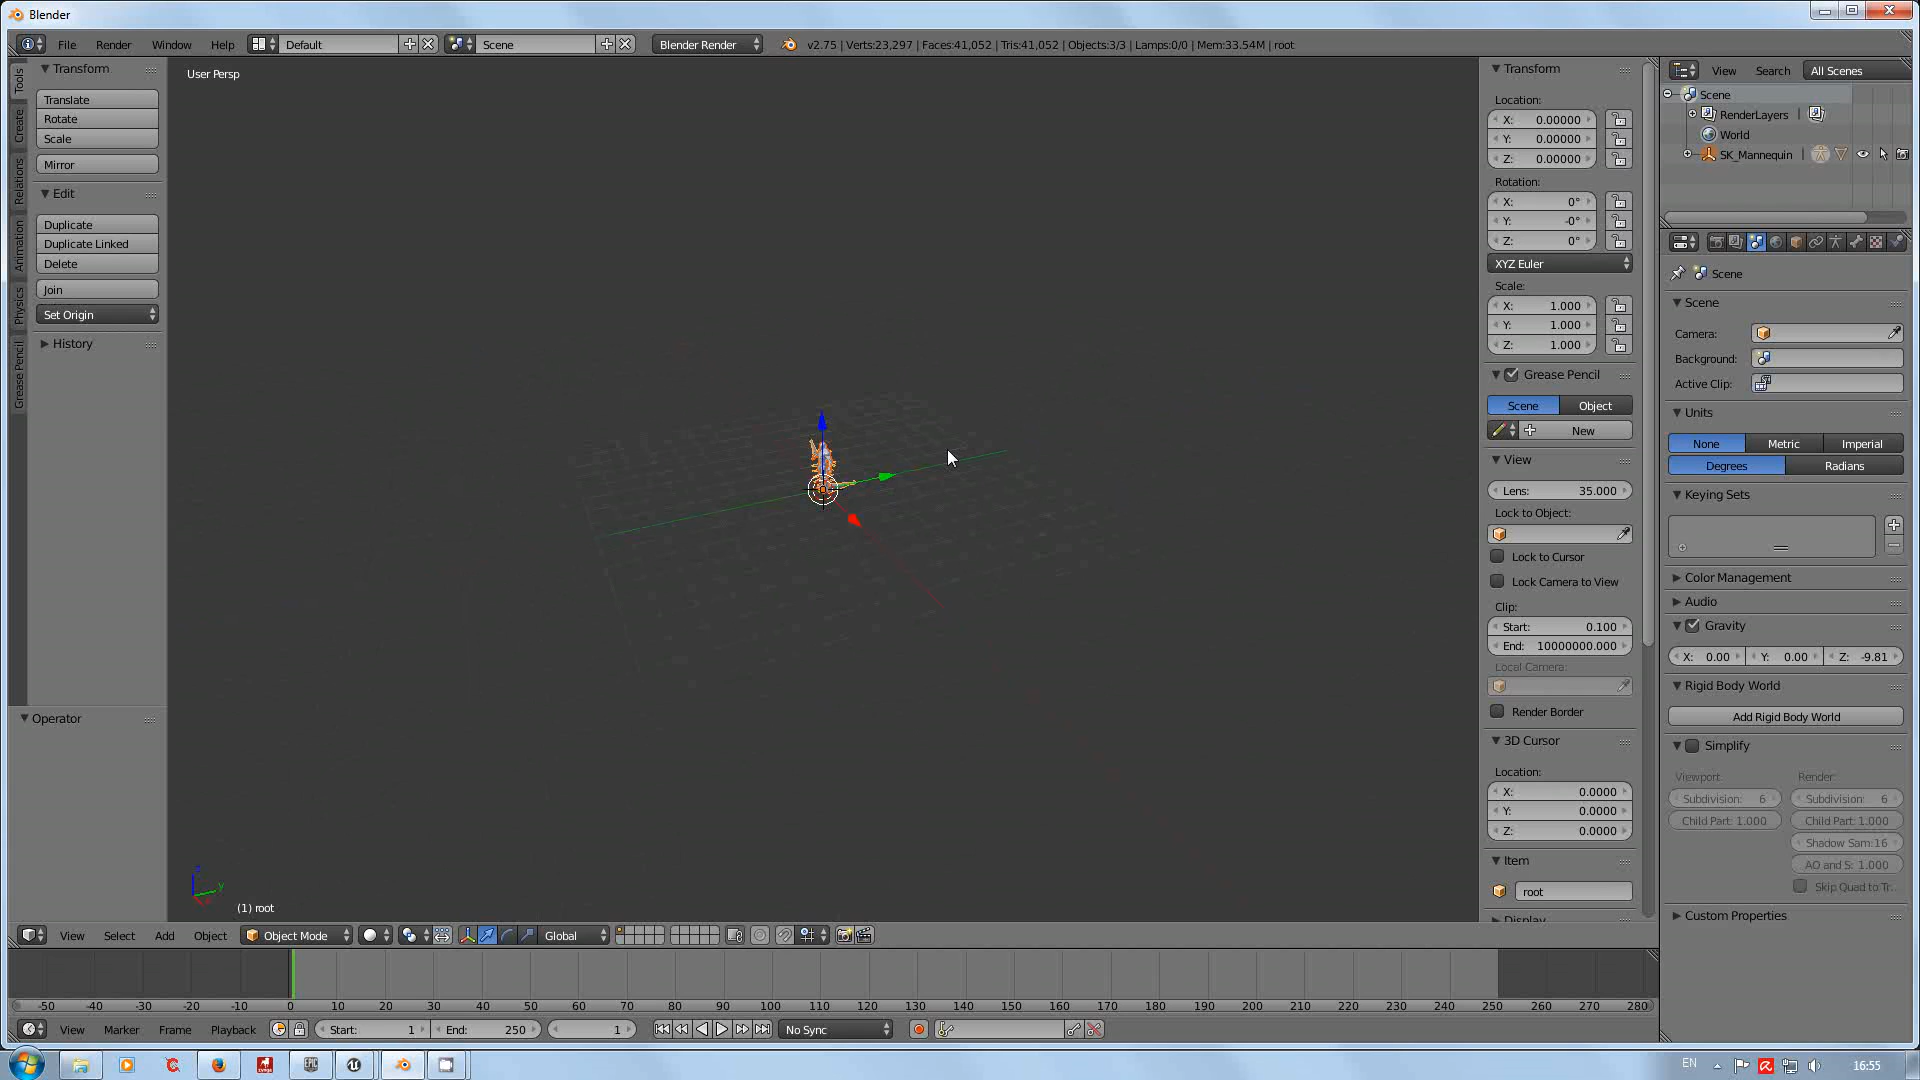 Blender
File Render Window Help Default Scene Blender Render v2.75 | Verts:23,297 | Faces:41,052 | Tris:41,052 | Objects:3/3 | Lamps:0/0 | Mem:33.54M | root
Tools
Create
Relations
Animation
Physics
Grease Pencil
Transform
Translate
Rotate
Scale
Mirror
Edit
Duplicate
Duplicate Linked
Delete
Join
Set Origin
History
Operator
User Persp
(1) root
z
y
Transform
Location:
X: 0.00000
Y: 0.00000
Z: 0.00000
Rotation:
X: 0°
Y: -0°
Z: 0°
XYZ Euler
Scale:
X: 1.000
Y: 1.000
Z: 1.000
Grease Pencil
Scene Object
New
View
Lens: 35.000
Lock to Object:
Lock to Cursor
Lock Camera to View
Clip:
Start: 0.100
End: 10000000.000
Local Camera:
Render Border
3D Cursor
Location:
X: 0.0000
Y: 0.0000
Z: 0.0000
Item
root
Display
View Search All Scenes
Scene
RenderLayers |
World
SK_Mannequin |
Scene
Scene
Camera:
Background:
Active Clip:
Units
None Metric Imperial
Degrees Radians
Keying Sets
Color Management
Audio
Gravity
X: 0.00 Y: 0.00 Z: -9.81
Rigid Body World
Add Rigid Body World
Simplify
Viewport: Render:
Subdivision: 6 Subdivision: 6
Child Part: 1.000 Child Part: 1.000
Shadow Sam:16
AO and S: 1.000
Skip Quad to Tr..
Custom Properties
View Select Add Object Object Mode Global
-50 -40 -30 -20 -10 0 10 20 30 40 50 60 70 80 90 100 110 120 130 140 150 160 170 180 190 200 210 220 230 240 250 260 270 280
View Marker Frame Playback Start: 1 End: 250 1 No Sync
EPIC
EN 16:55